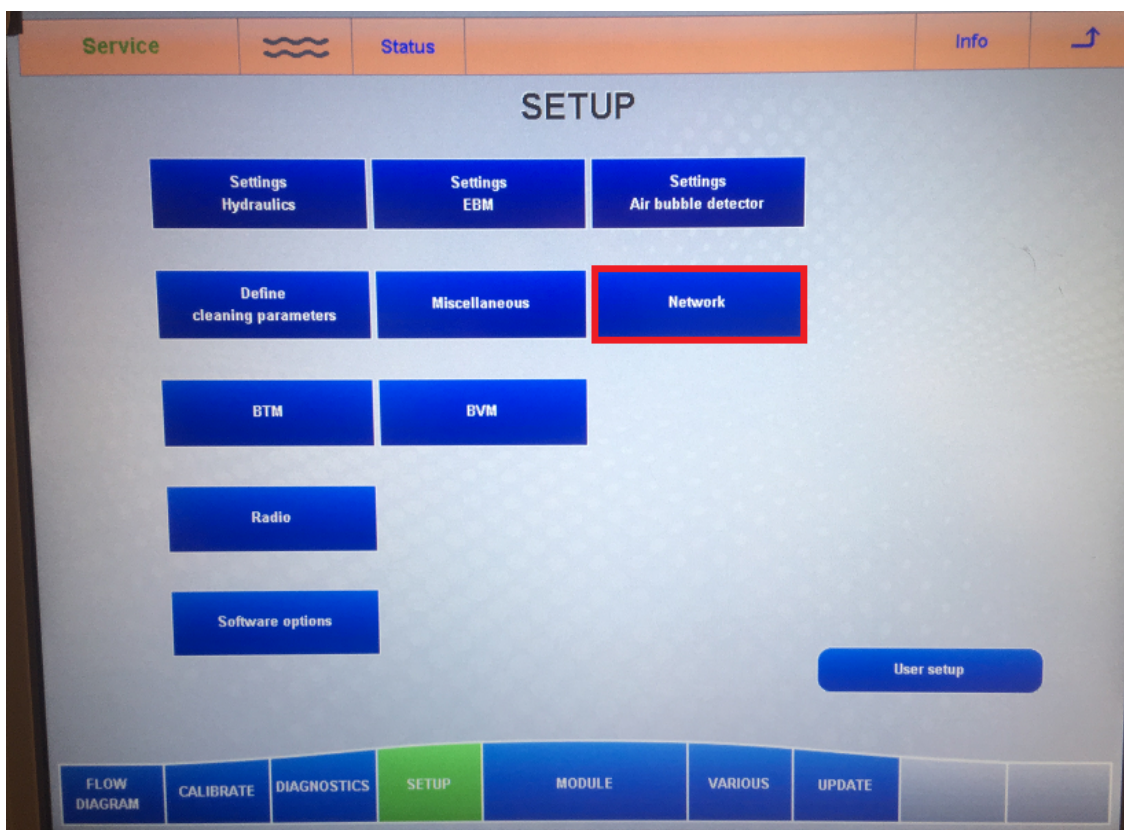 Service
Status
Info
SETUP
Settings
Hydraulics
Settings
EBM
Settings
Air bubble detector
Define
cleaning parameters
Miscellaneous
Network
BTM
BVM
Radio
Software options
User setup
FLOW
DIAGRAM
CALIBRATE
DIAGNOSTICS
SETUP
MODULE
VARIOUS
UPDATE